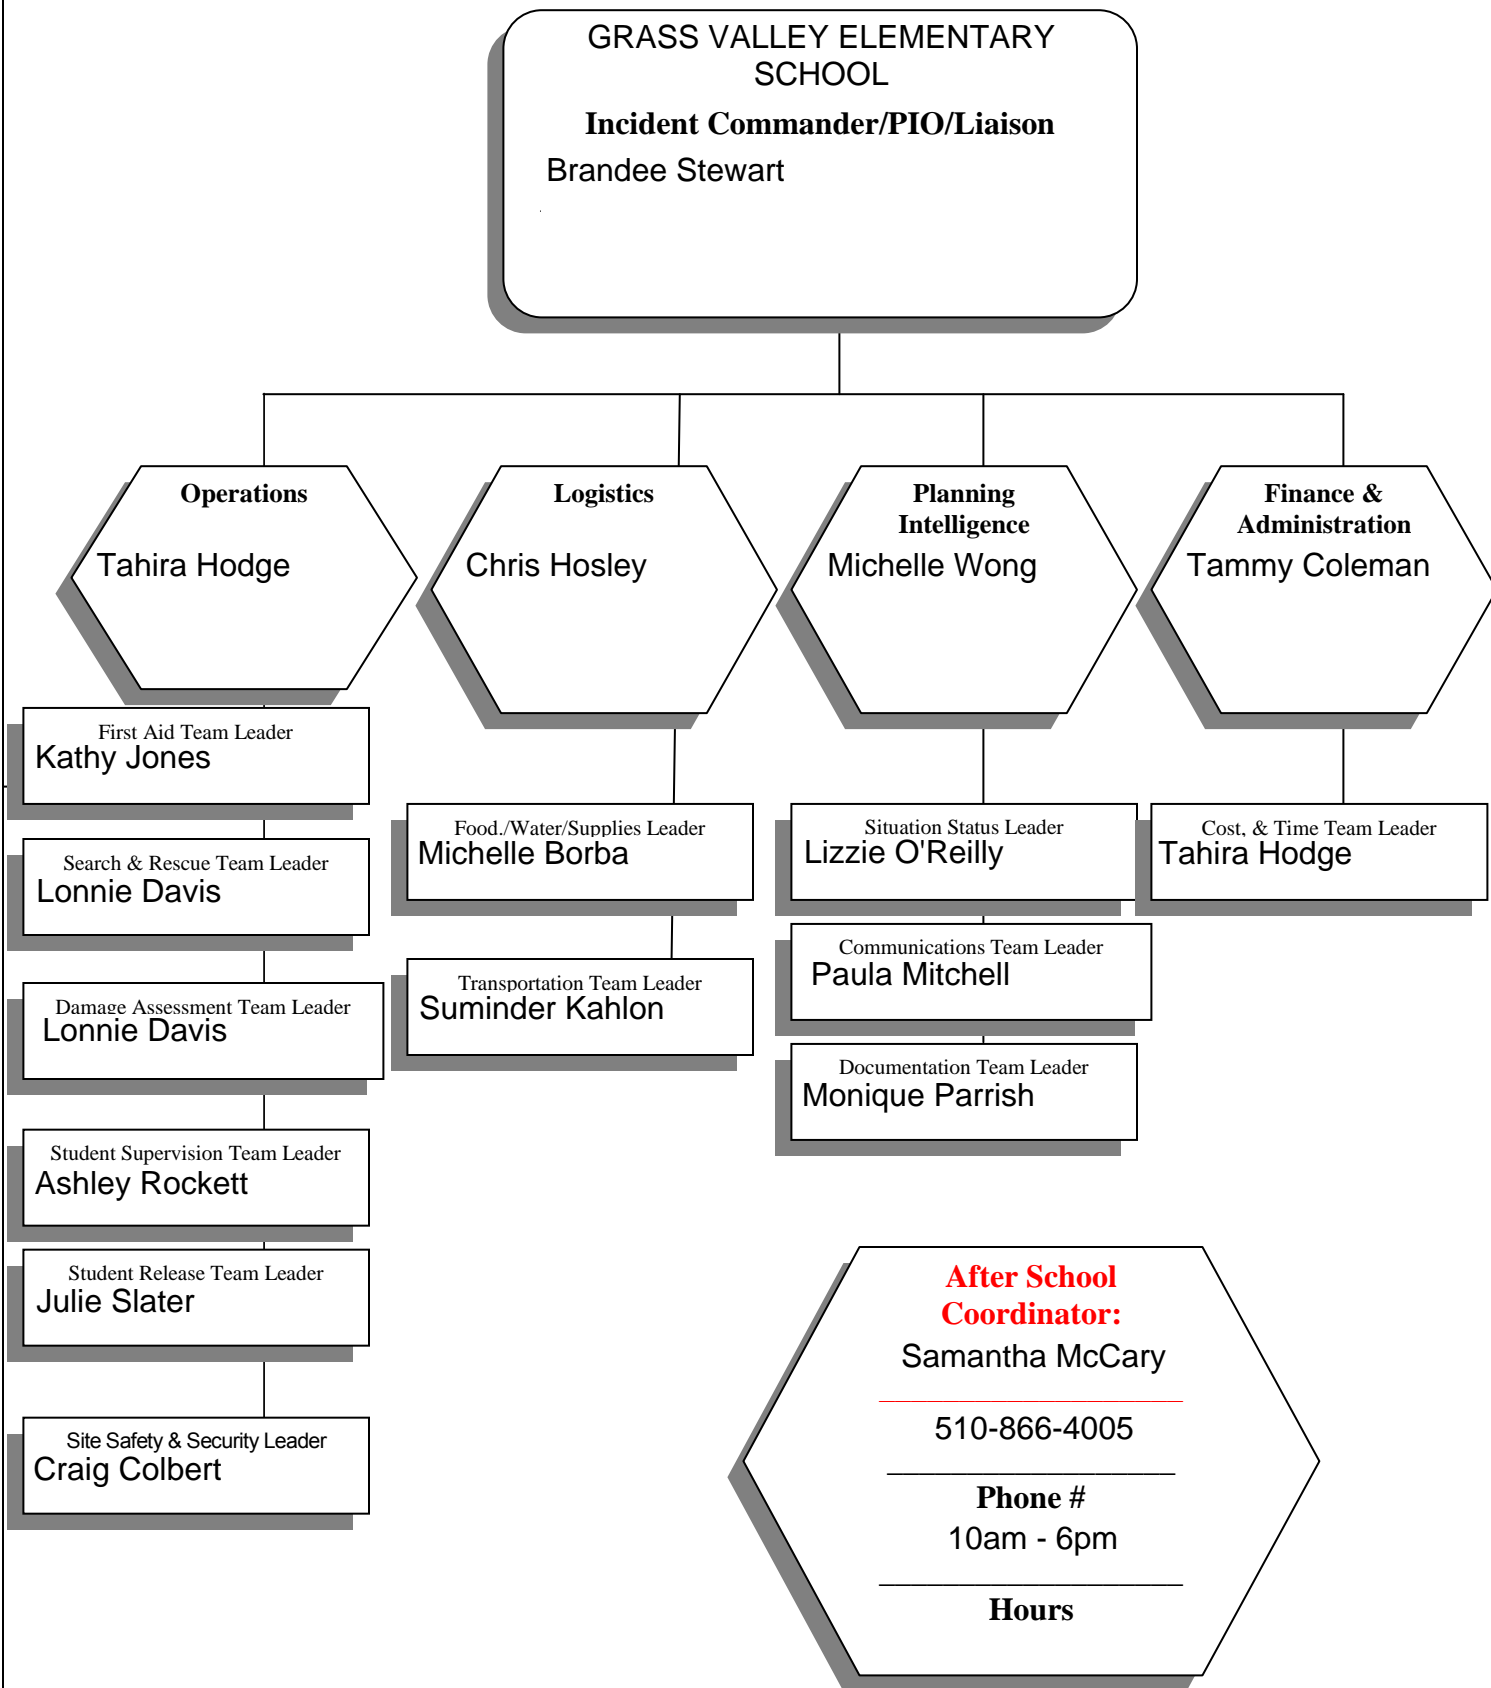 GRASS VALLEY ELEMENTARY
SCHOOL
Incident Commander/PIO/Liaison
Brandee Stewart
Operations
Tahira Hodge
Logistics
Chris Hosley
Planning
Intelligence
Michelle Wong
Finance &
Administration
Tammy Coleman
First Aid Team Leader
Kathy Jones
Search & Rescue Team Leader
Lonnie Davis
Damage Assessment Team Leader
Lonnie Davis
Student Supervision Team Leader
Ashley Rockett
Student Release Team Leader
Julie Slater
Site Safety & Security Leader
Craig Colbert
Food./Water/Supplies Leader
Michelle Borba
Transportation Team Leader
Suminder Kahlon
Situation Status Leader
Lizzie O'Reilly
Communications Team Leader
Paula Mitchell
Documentation Team Leader
Monique Parrish
Cost, & Time Team Leader
Tahira Hodge
After School
Coordinator:
Samantha McCary
510-866-4005
Phone #
10am - 6pm
Hours